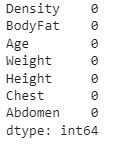 Density 0
BodyFat 0
Age 0
Weight 0
Height 0
Chest 0
Abdomen 0
dtype: int64